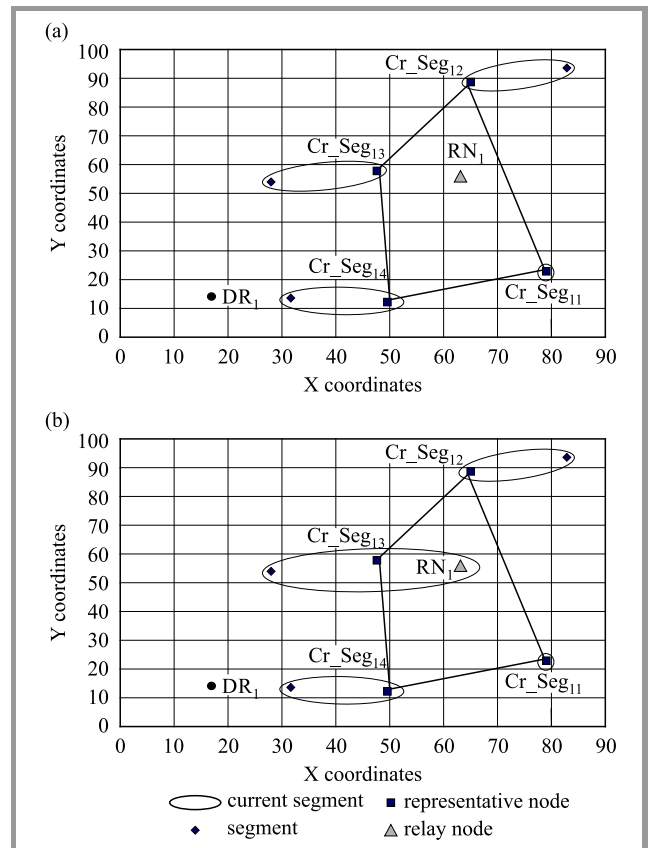 (a)
100
90
80
70
60
50
40
30
20
10
0
Y coordinates
Cr_Seg₁₂
Cr_Seg₁₃
RN₁
Cr_Seg₁₄
DR₁
Cr_Seg₁₁
0 10 20 30 40 50 60 70 80 90
X coordinates
(b)
100
90
80
70
60
50
40
30
20
10
0
Y coordinates
Cr_Seg₁₂
Cr_Seg₁₃
RN₁
Cr_Seg₁₄
DR₁
Cr_Seg₁₁
0 10 20 30 40 50 60 70 80 90
X coordinates
current segment representative node
segment relay node